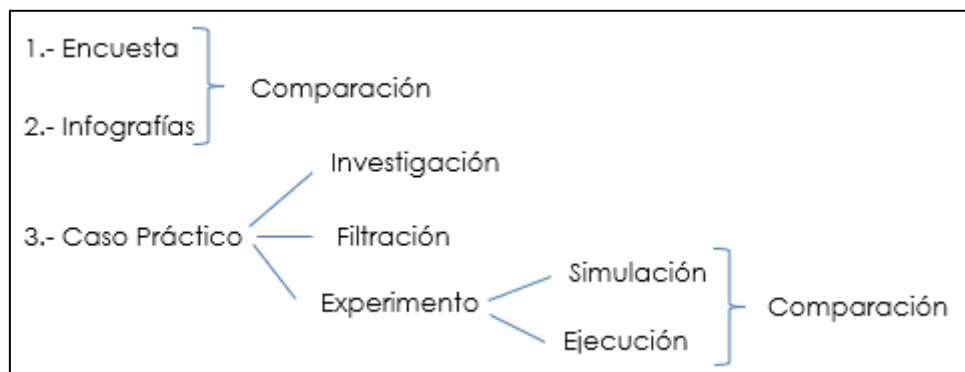 1.- Encuesta
Comparación
2.- Infografías
Investigación
3.- Caso Práctico
Filtración
Experimento
Simulación
Ejecución
Comparación